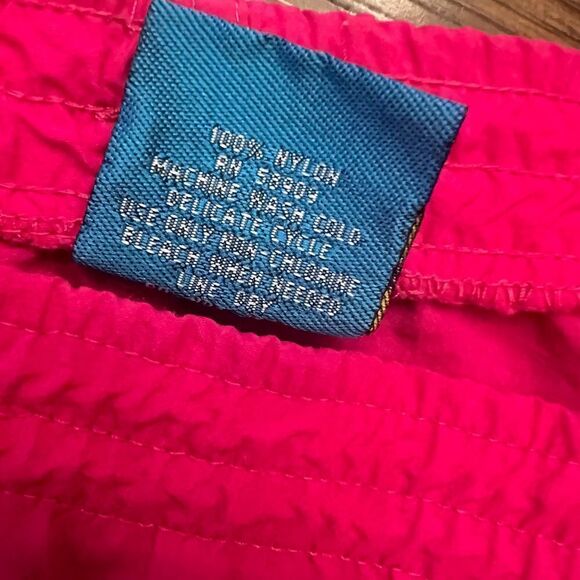 100% NYLON
RN 53909
MACHINE WASH COLD
DELICATE CYCLE
USE ONLY NON-CHLORINE
BLEACH WHEN NEEDED
LINE DRY